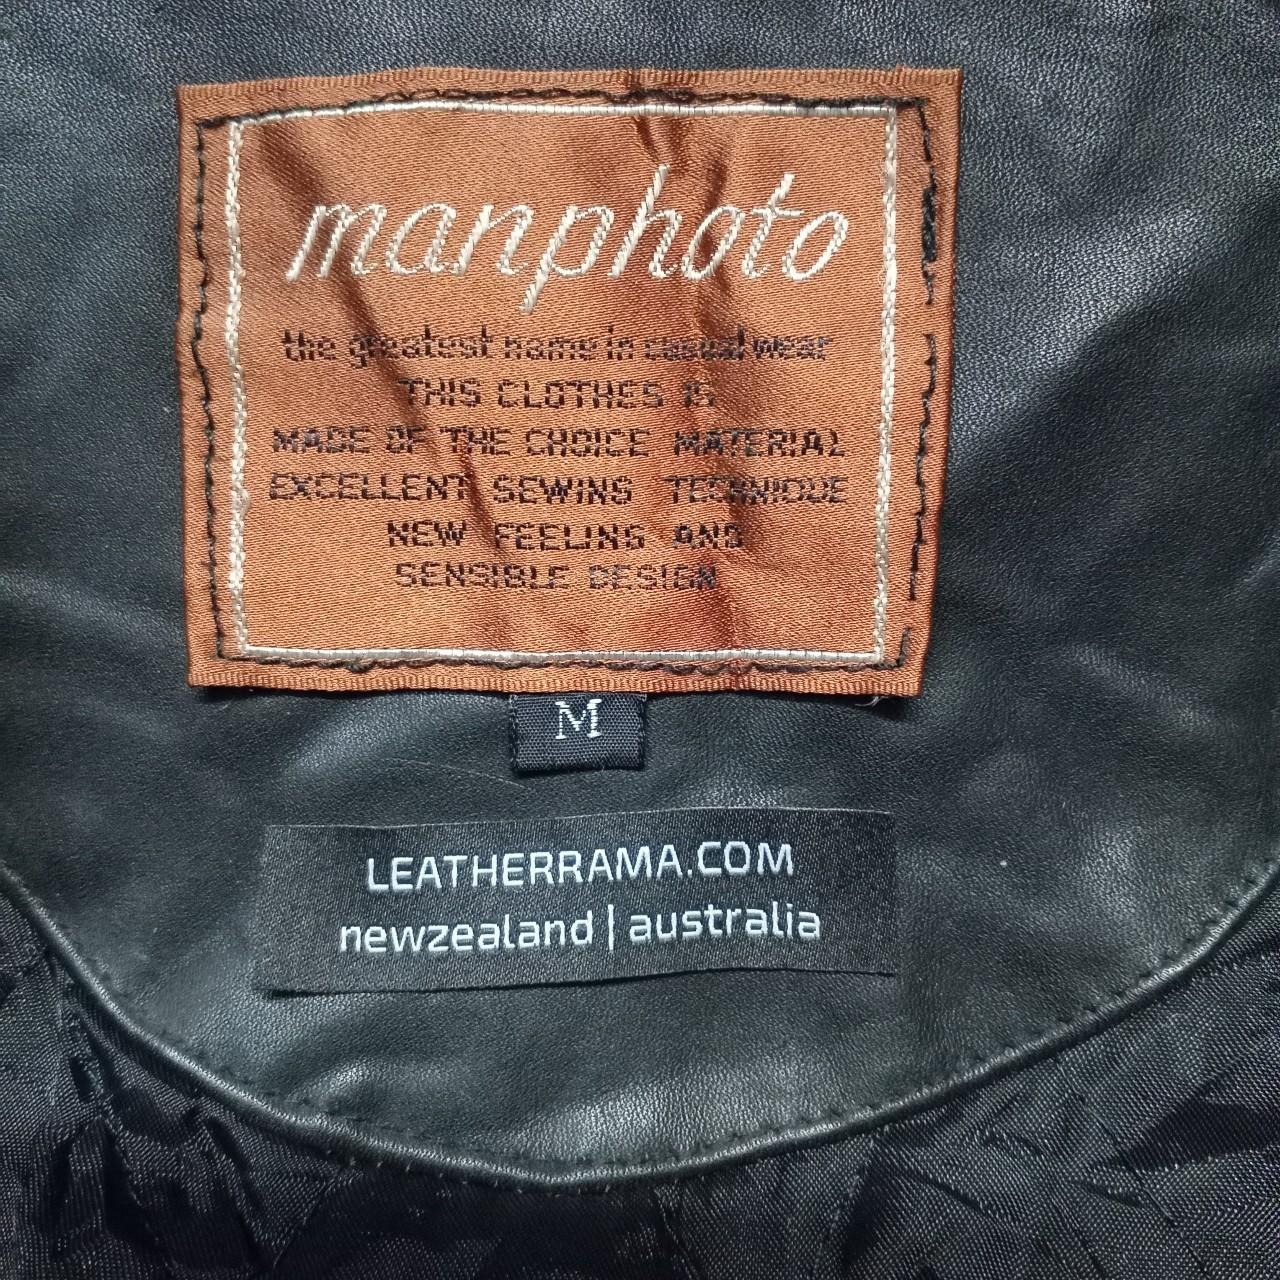 manphoto
the greatest name in casual wear
THIS CLOTHES IS
MADE OF THE CHOICE MATERIAL
EXCELLENT SEWING TECHNIQUE
NEW FEELING AND
SENSIBLE DESIGN
M
LEATHERRAMA.COM
newzealand | australia